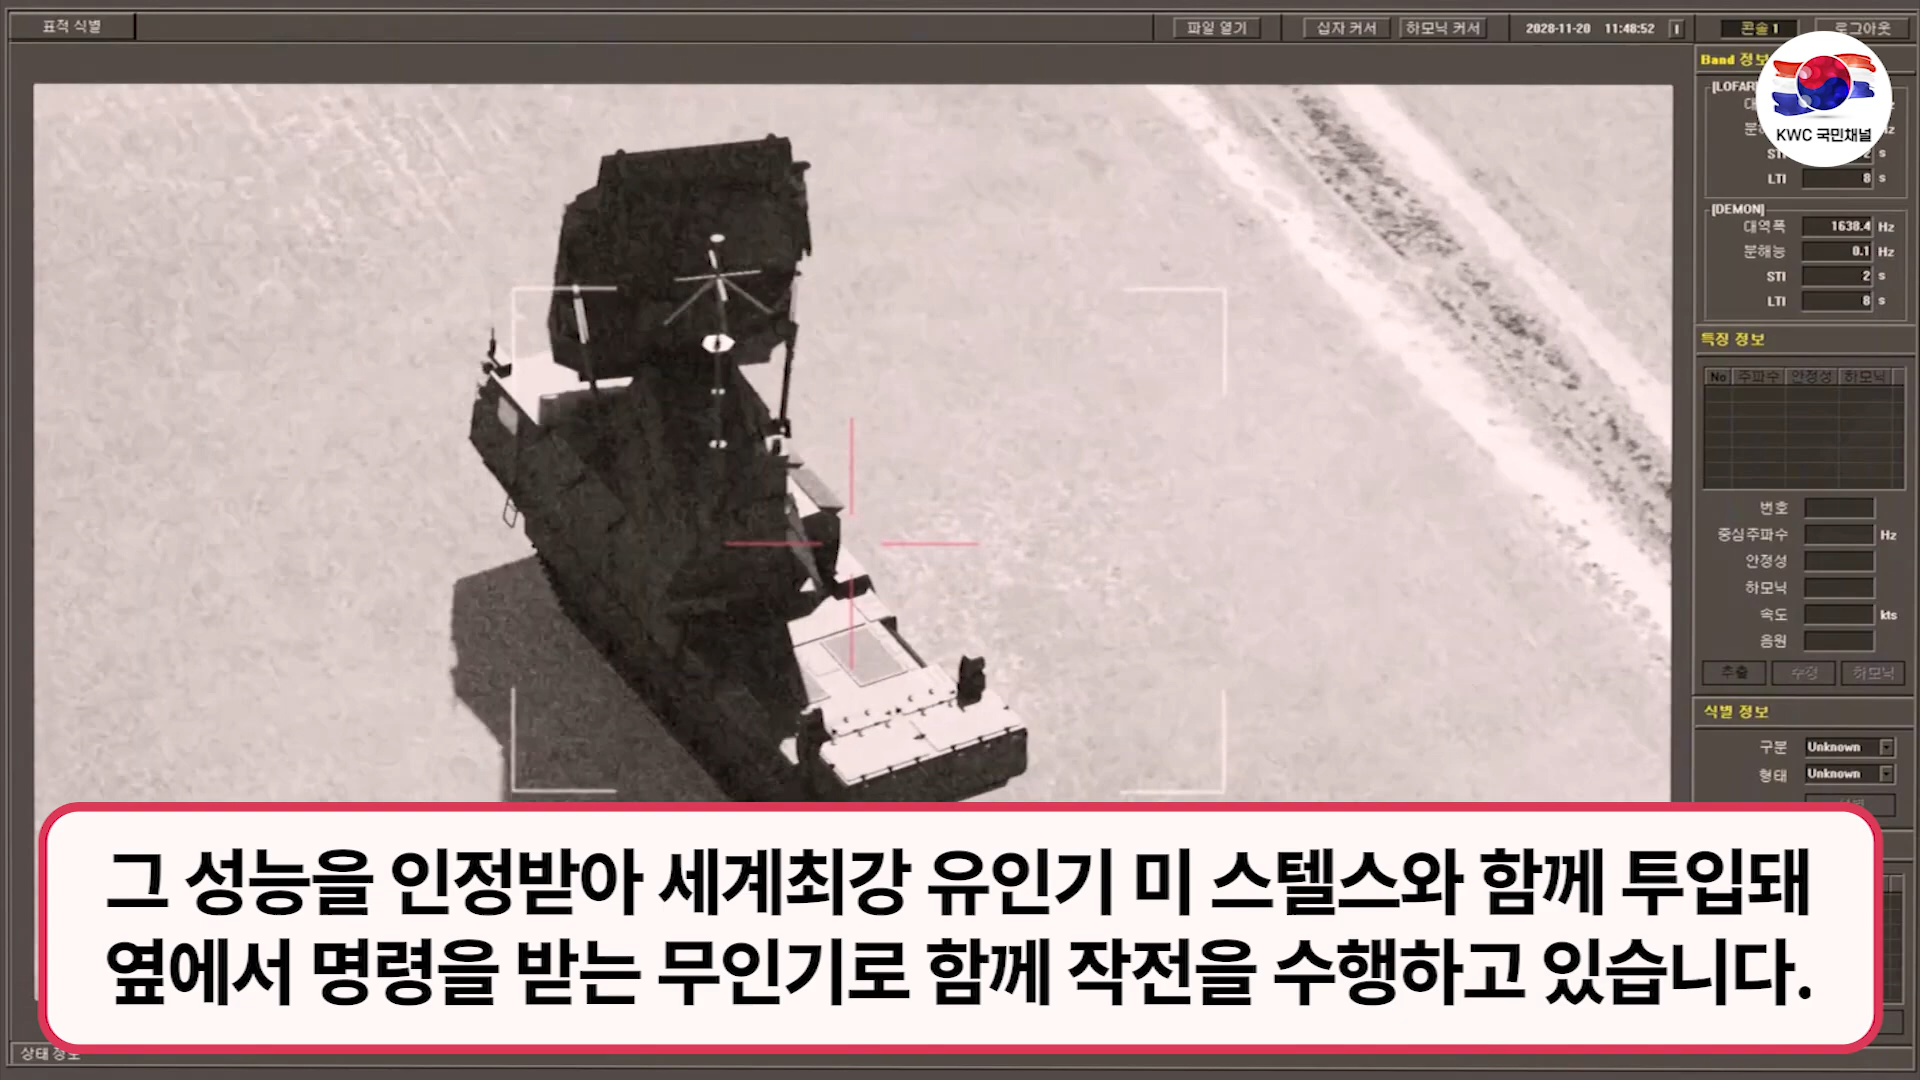 표적 식별
파일 열기
십자 커서
하모닉 커서
2028-11-20 11:48:52
콘솔 1
로그아웃
Band 정보
KWC 국민채널
LTI 8 s
[DEMON]
대역폭 1638.4 Hz
분해능 0.1 Hz
STI 2 s
LTI 8 s
특징 정보
No 주파수 안정성 하모닉
번호
중심주파수 Hz
안정성
하모닉
속도 kts
음원
추출 수정 하모닉
식별 정보
구분 Unknown
형태 Unknown
그 성능을 인정받아 세계최강 유인기 미 스텔스와 함께 투입돼
옆에서 명령을 받는 무인기로 함께 작전을 수행하고 있습니다.
상태 정보